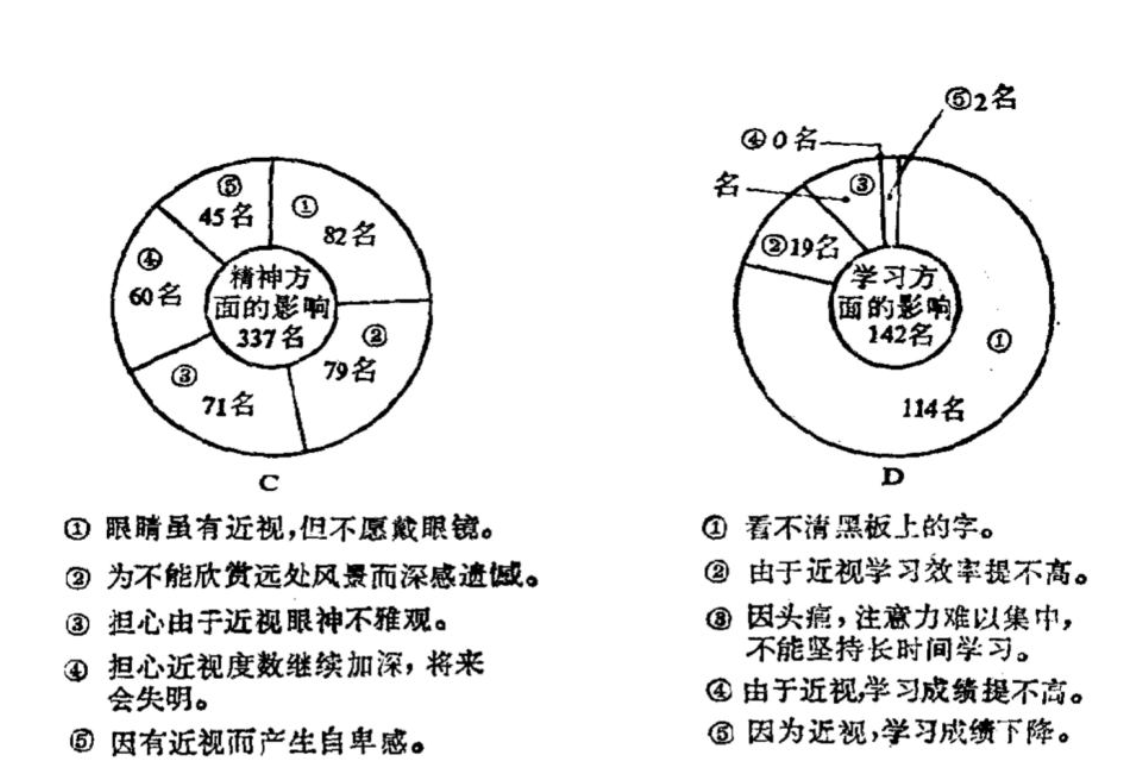 ⑤
45名
①
82名
④
60名
精神方
面的影响
337名
②
79名
③
71名
C
① 眼睛虽有近视,但不愿戴眼镜。
② 为不能欣赏远处风景而深感遗憾。
③ 担心由于近视眼神不雅观。
④ 担心近视度数继续加深,将来
会失明。
⑤ 因有近视而产生自卑感。
⑤2名
④0名
名
③
②19名
学习方
面的影响
142名
①
114名
D
① 看不清黑板上的字。
② 由于近视学习效率提不高。
③ 因头痛,注意力难以集中,
不能坚持长时间学习。
④ 由于近视,学习成绩提不高。
⑤ 因为近视,学习成绩下降。